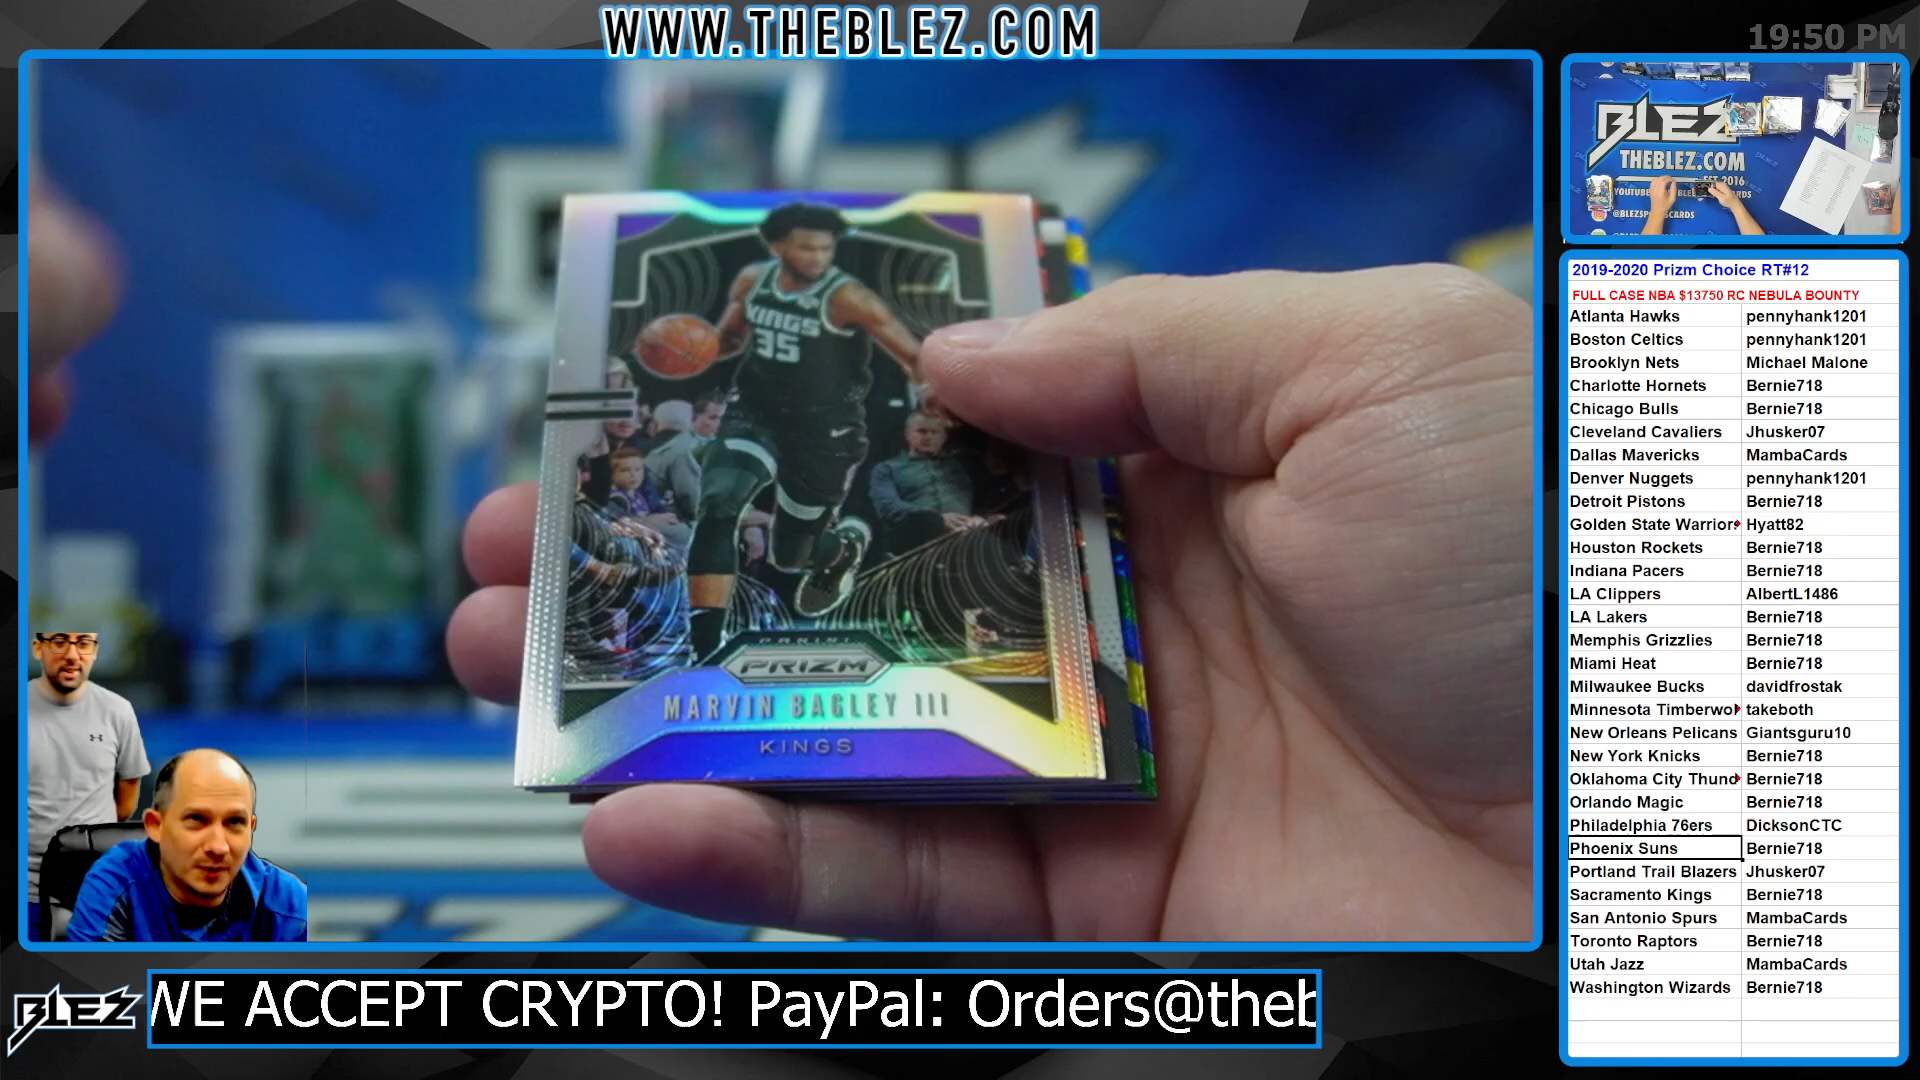 WWW.THEBLEZ.COM
19:50 PM
KINGS
35
PANINI
PRIZM
MARVIN BAGLEY III
KINGS
BLEZ
THEBLEZ.COM
EST 2016
2019-2020 Prizm Choice RT#12
FULL CASE NBA $13750 RC NEBULA BOUNTY
Atlanta Hawks pennyhank1201
Boston Celtics pennyhank1201
Brooklyn Nets Michael Malone
Charlotte Hornets Bernie718
Chicago Bulls Bernie718
Cleveland Cavaliers Jhusker07
Dallas Mavericks MambaCards
Denver Nuggets pennyhank1201
Detroit Pistons Bernie718
Golden State Warriors Hyatt82
Houston Rockets Bernie718
Indiana Pacers Bernie718
LA Clippers AlbertL1486
LA Lakers Bernie718
Memphis Grizzlies Bernie718
Miami Heat Bernie718
Milwaukee Bucks davidfrostak
Minnesota Timberwol takeboth
New Orleans Pelicans Giantsguru10
New York Knicks Bernie718
Oklahoma City Thund Bernie718
Orlando Magic Bernie718
Philadelphia 76ers DicksonCTC
Phoenix Suns Bernie718
Portland Trail Blazers Jhusker07
Sacramento Kings Bernie718
San Antonio Spurs MambaCards
Toronto Raptors Bernie718
Utah Jazz MambaCards
Washington Wizards Bernie718
BLEZ
WE ACCEPT CRYPTO! PayPal: Orders@theb